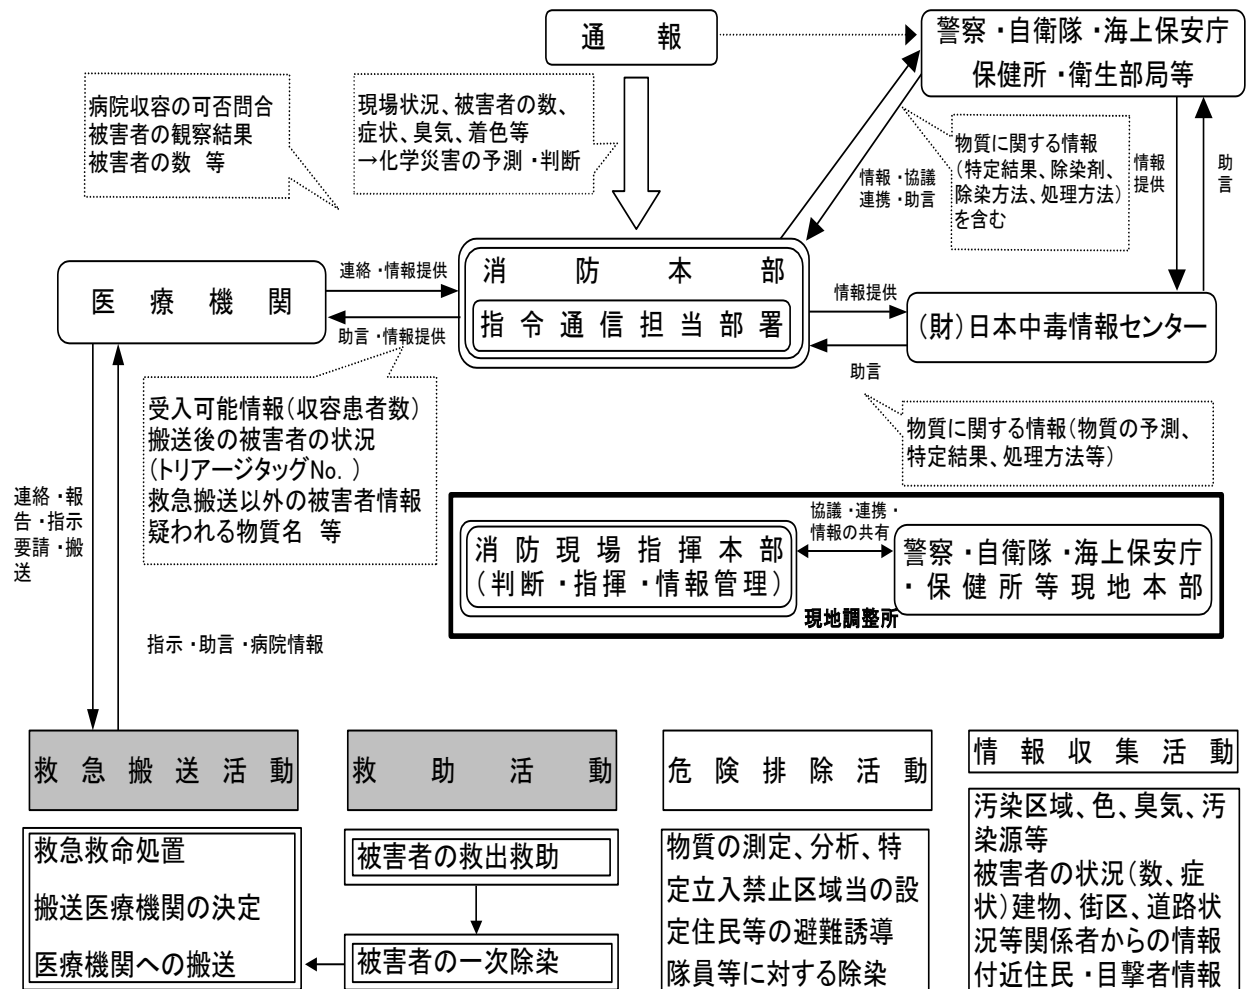 通報
警察・自衛隊・海上保安庁
保健所・衛生部局等
病院収容の可否問合
被害者の観察結果
被害者の数 等
現場状況、被害者の数、
症状、臭気、着色等
→化学災害の予測・判断
物質に関する情報
(特定結果、除染剤、
除染方法、処理方法)
を含む
情報・協議
連携・助言
情報
提供
助
言
消防本部
指令通信担当部署
医療機関
連絡・情報提供
助言・情報提供
情報提供
(財)日本中毒情報センター
助言
受入可能情報(収容患者数)
搬送後の被害者の状況
(トリアージタッグNo.)
救急搬送以外の被害者情報
疑われる物質名 等
物質に関する情報(物質の予測、
特定結果、処理方法等)
連絡・報
告・指示
要請・搬
送
消防現場指揮本部
(判断・指揮・情報管理)
協議・連携・
情報の共有
警察・自衛隊・海上保安庁
・保健所等現地本部
現地調整所
指示・助言・病院情報
救急搬送活動
救急救命処置
搬送医療機関の決定
医療機関への搬送
救助活動
被害者の救出救助
被害者の一次除染
危険排除活動
物質の測定、分析、特
定立入禁止区域当の設
定住民等の避難誘導
隊員等に対する除染
情報収集活動
汚染区域、色、臭気、汚
染源等
被害者の状況(数、症
状)建物、街区、道路状
況等関係者からの情報
付近住民・目撃者情報